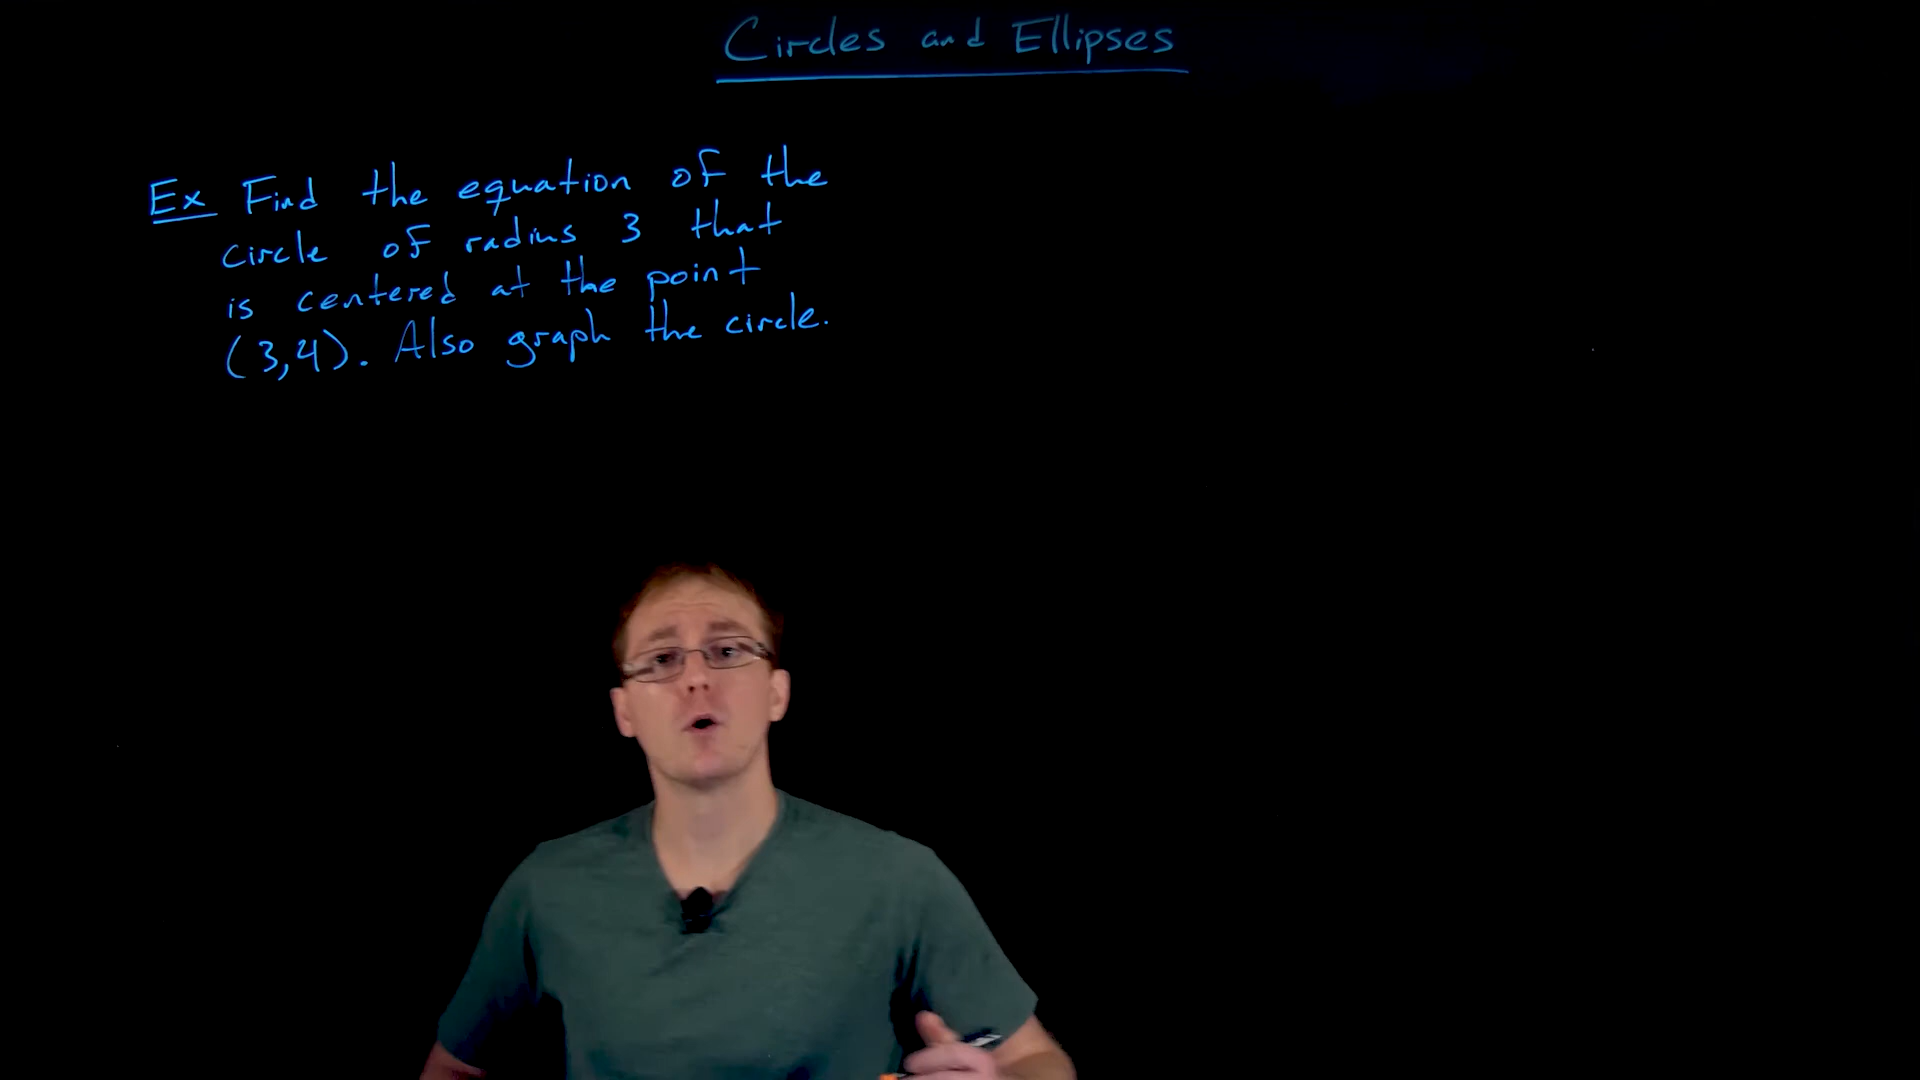 Circles and Ellipses
Ex Find the equation of the
circle of radius 3 that
is centered at the point
(3,4). Also graph the circle.